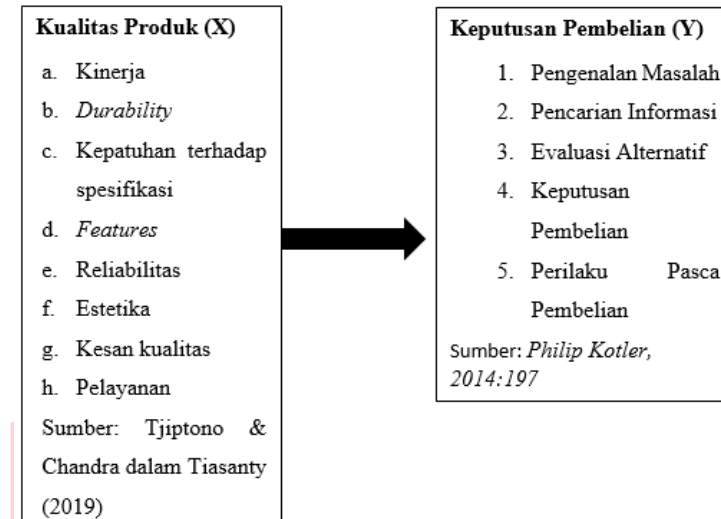 Kualitas Produk (X)
a. Kinerja
b. Durability
c. Kepatuhan terhadap
spesifikasi
d. Features
e. Reliabilitas
f. Estetika
g. Kesan kualitas
h. Pelayanan
Sumber: Tjiptono &
Chandra dalam Tiasanty
(2019)
Keputusan Pembelian (Y)
1. Pengenalan Masalah
2. Pencarian Informasi
3. Evaluasi Alternatif
4. Keputusan
Pembelian
5. Perilaku Pasca
Pembelian
Sumber: Philip Kotler,
2014:197